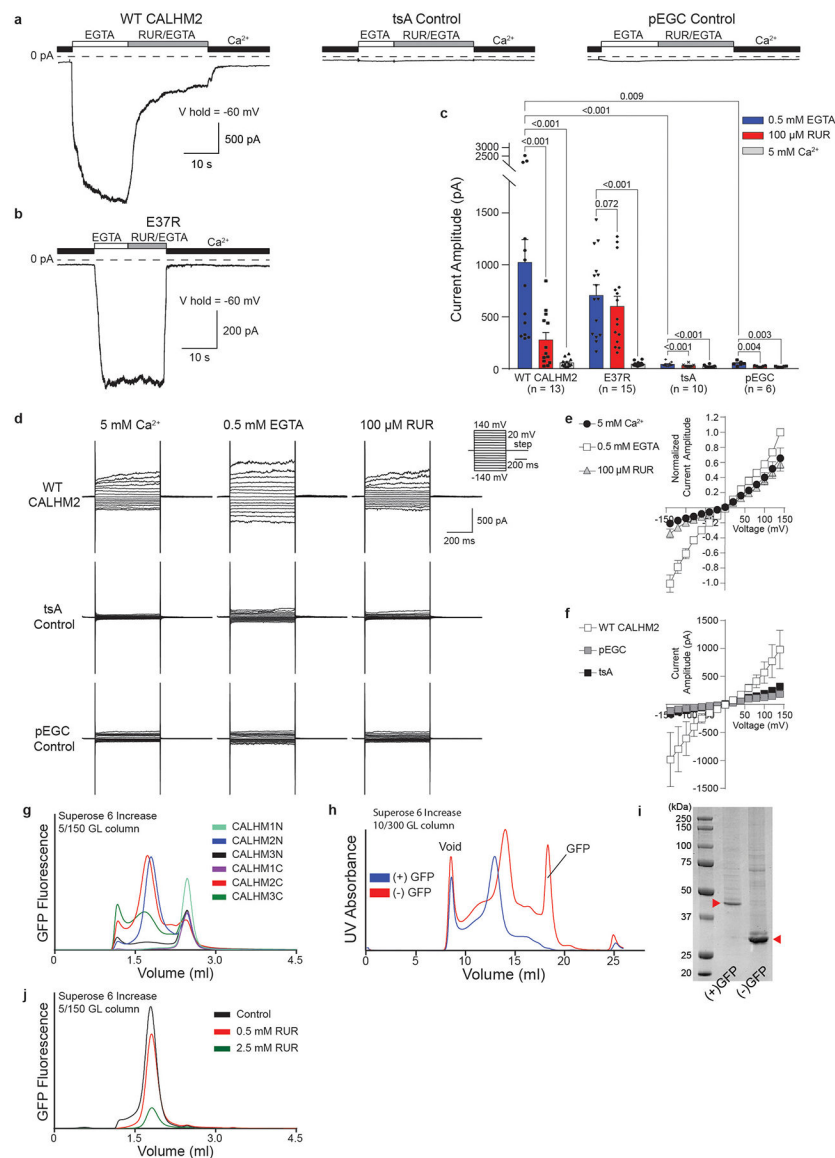 a
WT CALHM2
EGTA RUR/EGTA Ca²⁺
0 pA
V hold = -60 mV
500 pA
10 s
tsA Control
EGTA RUR/EGTA Ca²⁺
pEGC Control
EGTA RUR/EGTA Ca²⁺
b
E37R
EGTA RUR/EGTA Ca²⁺
0 pA
V hold = -60 mV
200 pA
10 s
c
0.5 mM EGTA
100 µM RUR
5 mM Ca²⁺
0.009
<0.001
<0.001
<0.001
<0.001
0.072
<0.001
<0.001
0.003
0.004
Current Amplitude (pA)
3000
2500
1500
1000
500
0
WT CALHM2 E37R tsA pEGC
(n = 13) (n = 15) (n = 10) (n = 6)
d
5 mM Ca²⁺ 0.5 mM EGTA 100 µM RUR
140 mV
20 mV
step
200 ms
-140 mV
WT
CALHM2
500 pA
200 ms
tsA
Control
pEGC
Control
e
5 mM Ca²⁺
0.5 mM EGTA
100 µM RUR
Normalized
Current Amplitude
1.2
1.0
0.8
0.6
0.4
0.2
-150
50 100 150
Voltage (mV)
-0.4
-0.6
-0.8
-1.0
f
WT CALHM2
pEGC
tsA
Current
Amplitude (pA)
1500
1000
500
-150
50 100 150
Voltage (mV)
-500
-1000
-1500
g
Superose 6 Increase
5/150 GL column
CALHM1N
CALHM2N
CALHM3N
CALHM1C
CALHM2C
CALHM3C
GFP Fluorescence
0 1.5 3.0 4.5
Volume (ml)
h
Superose 6 Increase
10/300 GL column
Void
GFP
(+) GFP
(-) GFP
UV Absorbance
0 5 10 15 20 25
Volume (ml)
i
(kDa)
250
150
100
75
50
37
25
20
(+)GFP
(-)GFP
j
Superose 6 Increase
5/150 GL column
Control
0.5 mM RUR
2.5 mM RUR
GFP Fluorescence
0 1.5 3.0 4.5
Volume (ml)